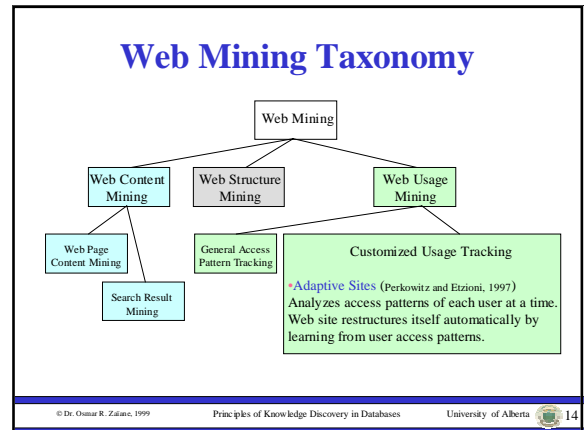 Web Mining Taxonomy
Web Mining
Web Content
Mining
Web Structure
Mining
Web Usage
Mining
Web Page
Content Mining
Search Result
Mining
General Access
Pattern Tracking
Customized Usage Tracking
•Adaptive Sites (Perkowitz and Etzioni, 1997)
Analyzes access patterns of each user at a time.
Web site restructures itself automatically by
learning from user access patterns.
© Dr. Osmar R. Zaïane, 1999 Principles of Knowledge Discovery in Databases University of Alberta 14